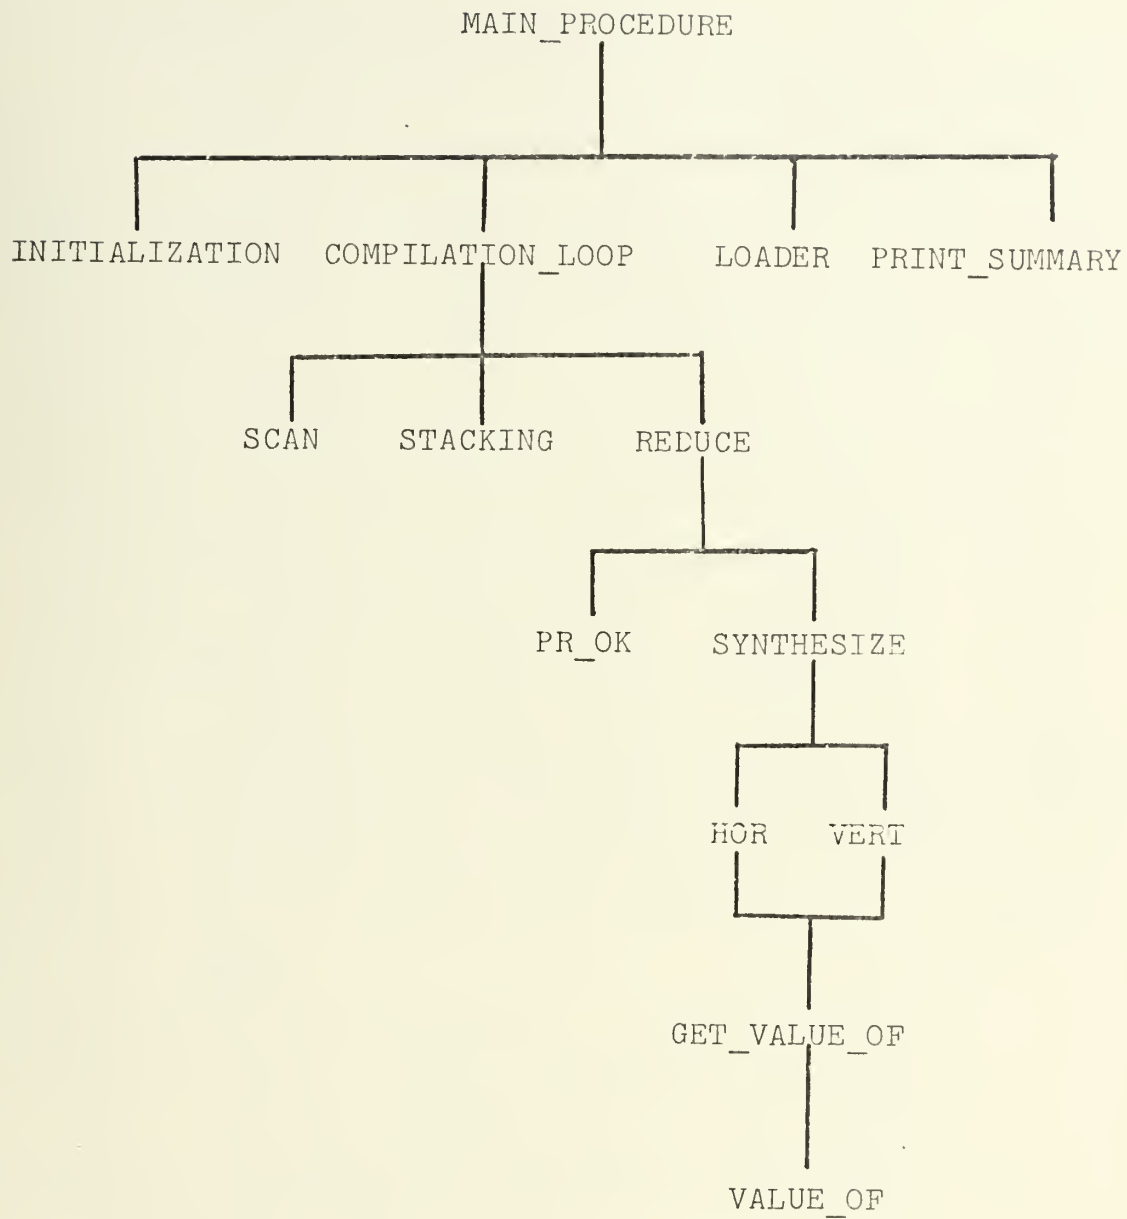 MAIN_PROCEDURE
INITIALIZATION COMPILATION_LOOP LOADER PRINT_SUMMARY
SCAN STACKING REDUCE
PR_OK SYNTHESIZE
HOR VERT
GET_VALUE_OF
VALUE_OF